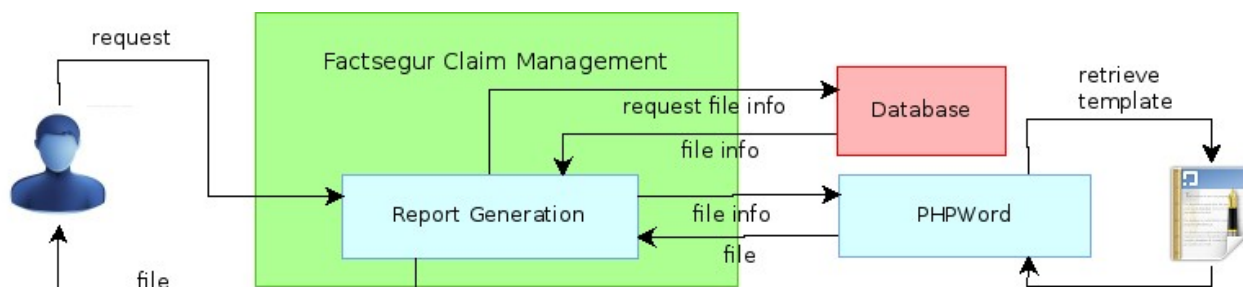 request
Factsegur Claim Management
retrieve
template
request file info
Database
file info
Report Generation
file info
PHPWord
file
file